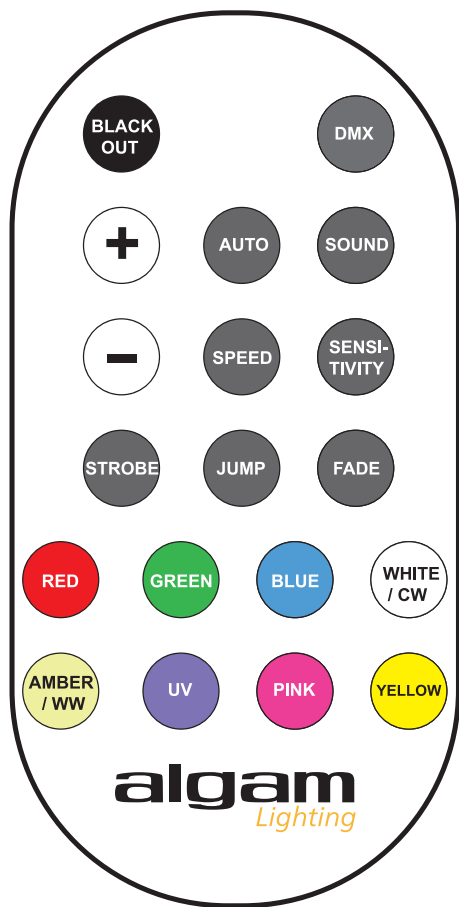 BLACK
OUT
DMX
+
AUTO
SOUND
-
SPEED
SENSI-
TIVITY
STROBE
JUMP
FADE
RED
GREEN
BLUE
WHITE
/ CW
AMBER
/ WW
UV
PINK
YELLOW
algam
Lighting